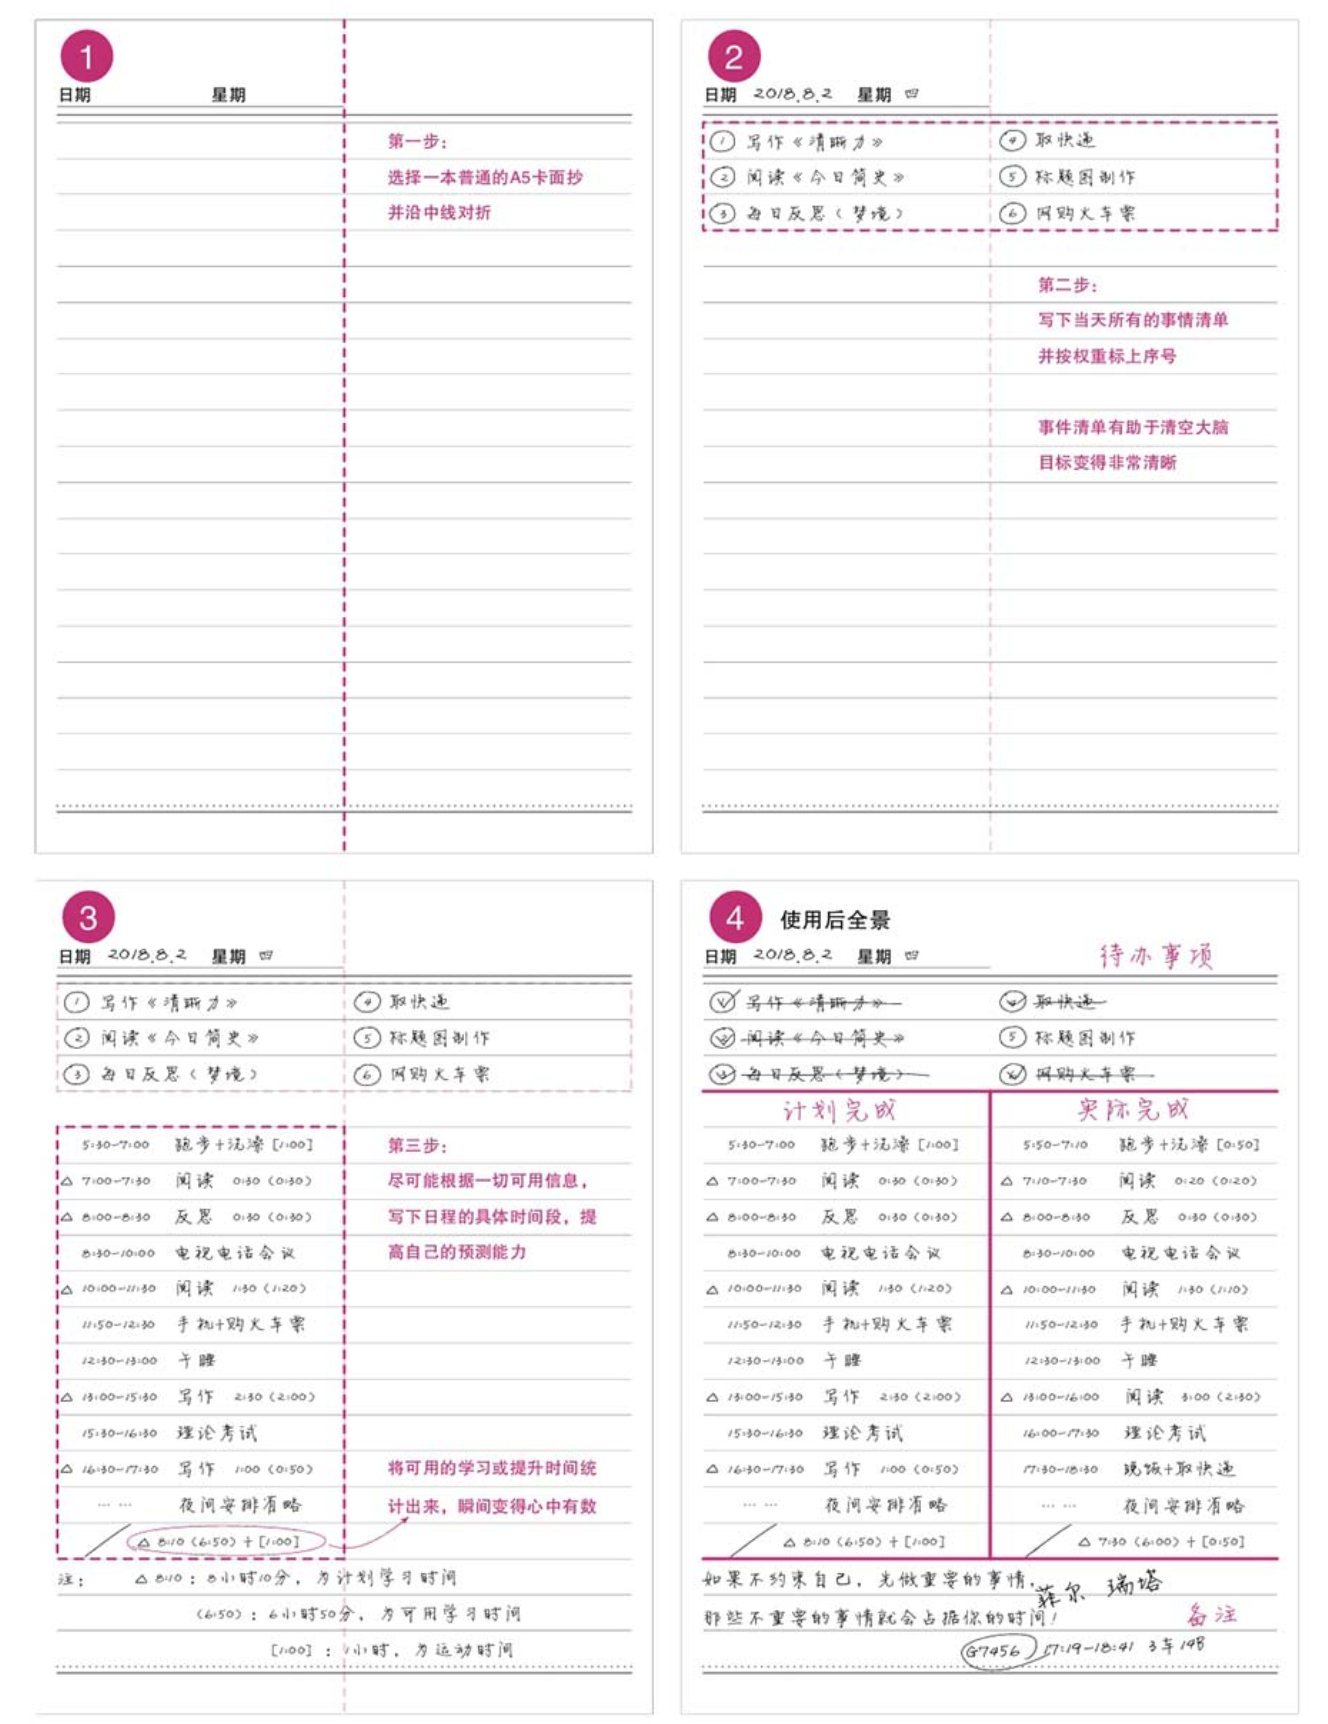 1
日期 星期
第一步：
选择一本普通的A5卡面抄
并沿中线对折
2
日期 2018.8.2 星期 四
① 写作《清晰力》 ④ 取快递
② 阅读《今日简史》 ⑤ 标题图制作
③ 每日反思（梦境） ⑥ 网购火车票
第二步：
写下当天所有的事情清单
并按权重标上序号
事件清单有助于清空大脑
目标变得非常清晰
3
日期 2018.8.2 星期 四
① 写作《清晰力》 ④ 取快递
② 阅读《今日简史》 ⑤ 标题图制作
③ 每日反思（梦境） ⑥ 网购火车票
5:30-7:00 跑步+洗澡 [1:00]
△ 7:00-7:30 阅读 0:30 (0:30)
△ 8:00-8:30 反思 0:30 (0:30)
8:30-10:00 电视电话会议
△ 10:00-11:30 阅读 1:30 (1:20)
11:50-12:30 手机+购火车票
12:30-13:00 午睡
△ 13:00-15:30 写作 2:30 (2:00)
15:30-16:30 理论考试
△ 16:30-17:30 写作 1:00 (0:50)
…… 夜间安排省略
△ 8:10 (6:50) + [1:00]
第三步：
尽可能根据一切可用信息，
写下日程的具体时间段，提
高自己的预测能力
将可用的学习或提升时间统
计出来，瞬间变得心中有数
注： △ 8:10：8小时10分，为计划学习时间
(6:50)：6小时50分，为可用学习时间
[1:00]：1小时，为运动时间
4 使用后全景
日期 2018.8.2 星期 四 待办事项
① 写作《清晰力》 ④ 取快递
② 阅读《今日简史》 ⑤ 标题图制作
③ 每日反思（梦境） ⑥ 网购火车票
计划完成
5:30-7:00 跑步+洗澡 [1:00]
△ 7:00-7:30 阅读 0:30 (0:30)
△ 8:00-8:30 反思 0:30 (0:30)
8:30-10:00 电视电话会议
△ 10:00-11:30 阅读 1:30 (1:20)
11:50-12:30 手机+购火车票
12:30-13:00 午睡
△ 13:00-15:30 写作 2:30 (2:00)
15:30-16:30 理论考试
△ 16:30-17:30 写作 1:00 (0:50)
…… 夜间安排省略
△ 8:10 (6:50) + [1:00]
实际完成
5:50-7:10 跑步+洗澡 [0:50]
△ 7:10-7:30 阅读 0:20 (0:20)
△ 8:00-8:30 反思 0:30 (0:30)
8:30-10:00 电视电话会议
△ 10:00-11:30 阅读 1:30 (1:10)
11:50-12:30 手机+购火车票
12:30-13:00 午睡
△ 13:00-16:00 阅读 3:00 (2:30)
16:00-17:30 理论考试
17:30-18:30 晚饭+取快递
…… 夜间安排省略
△ 7:30 (6:00) + [0:50]
如果不约束自己，先做重要的事情，
那些不重要的事情就会占据你的时间！
菲尔 瑞塔
备注
G7456 17:19-18:41 3车14B